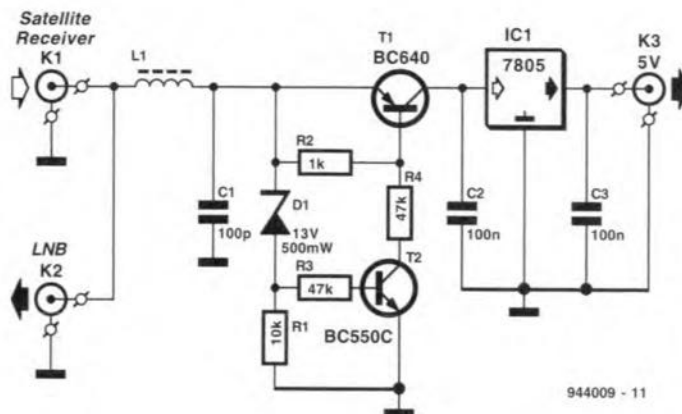 Satellite
Receiver
K1
L1
T1
BC640
IC1
7805
K3
5V
R2
1k
R4
47k
C1
100p
D1
13V
500mW
C2
100n
C3
100n
LNB
K2
R3
47k
T2
R1
10k
BC550C
944009 - 11